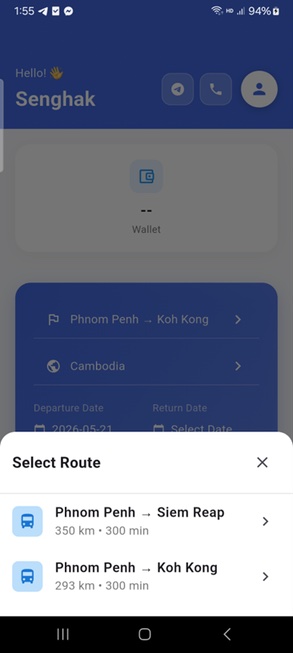 1:55 94%
Hello! 👋
Senghak
--
Wallet
Phnom Penh → Koh Kong
Cambodia
Departure Date Return Date
2026-05-21 Select Date
Select Route
Phnom Penh → Siem Reap
350 km • 300 min
Phnom Penh → Koh Kong
293 km • 300 min